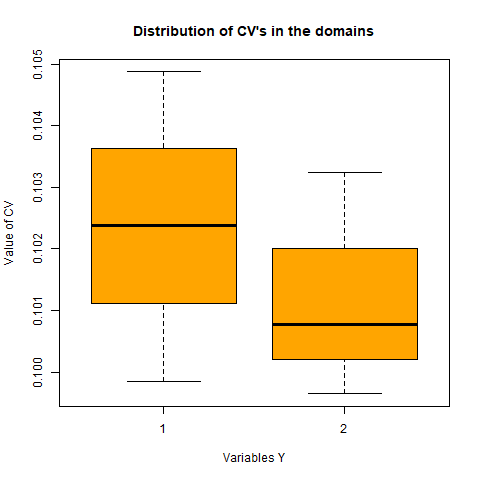 Distribution of CV's in the domains
0.105
0.104
0.103
0.102
0.101
0.100
Value of CV
1 2
Variables Y